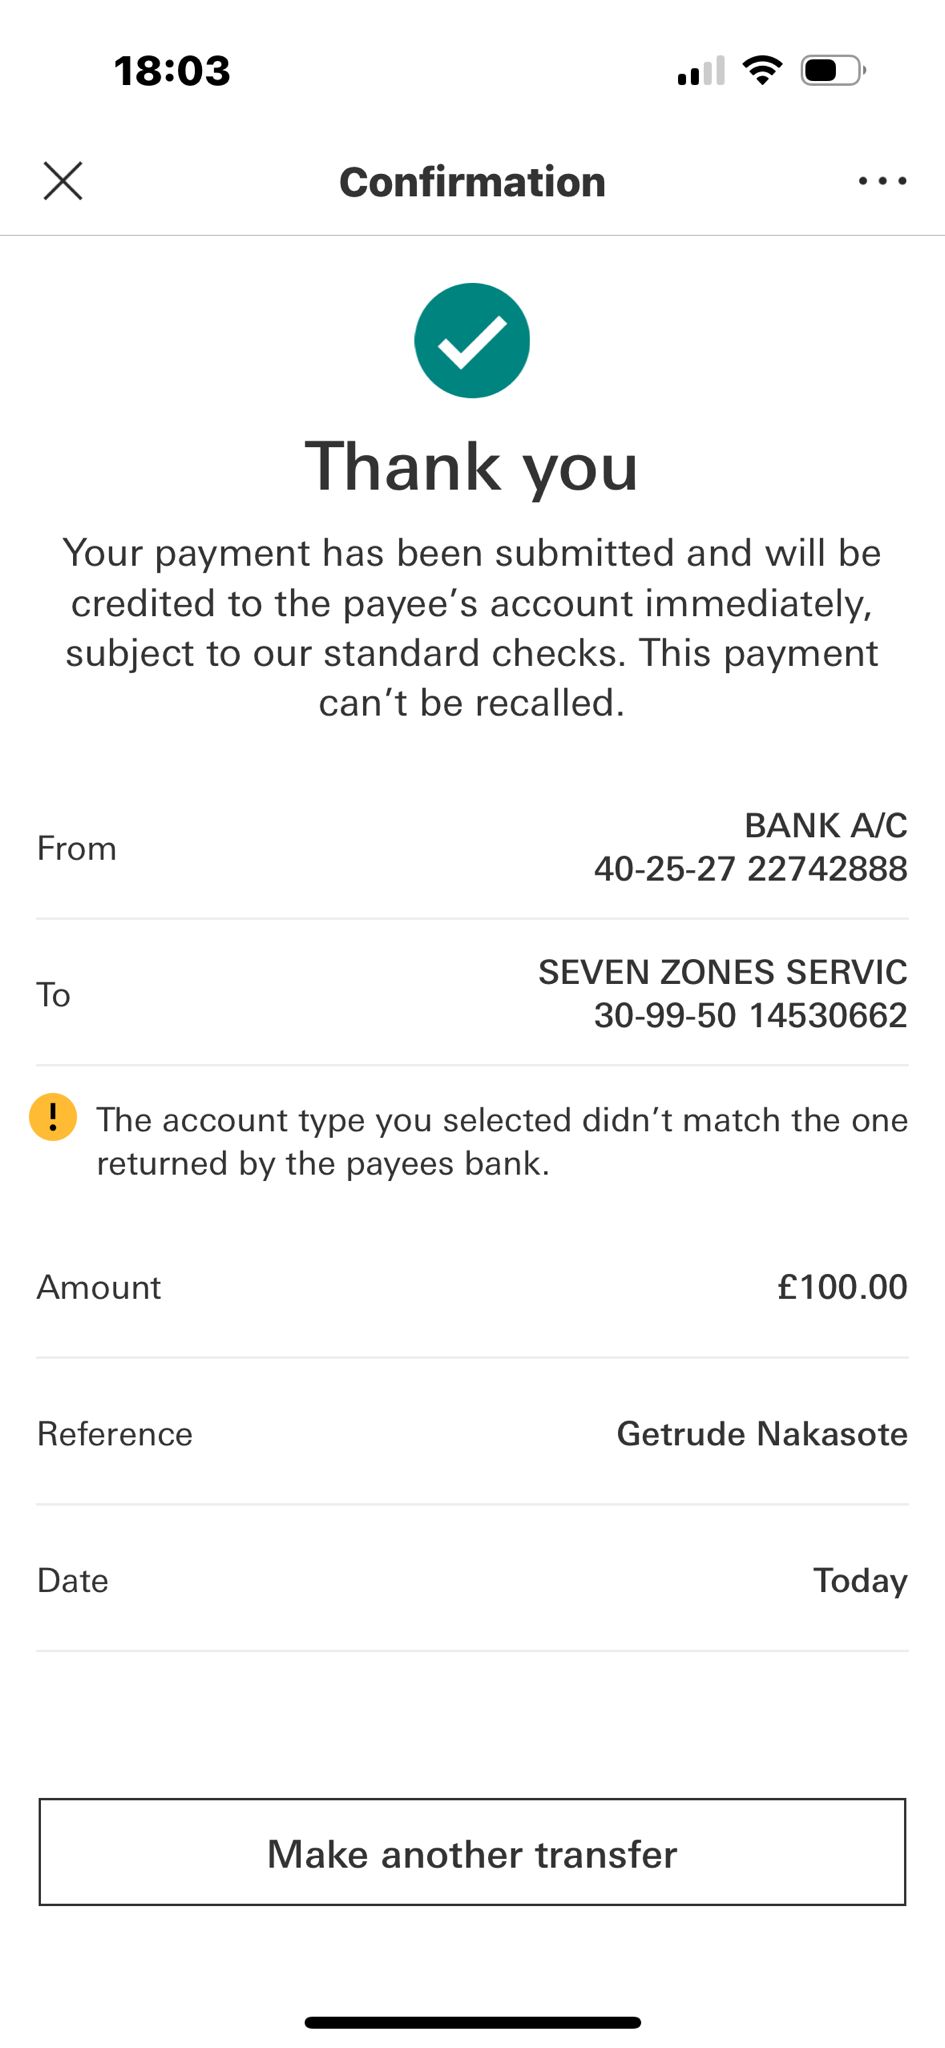 18:03
Confirmation
Thank you
Your payment has been submitted and will be
credited to the payee’s account immediately,
subject to our standard checks. This payment
can’t be recalled.
From
BANK A/C
40-25-27 22742888
To
SEVEN ZONES SERVIC
30-99-50 14530662
! The account type you selected didn’t match the one
returned by the payees bank.
Amount £100.00
Reference Getrude Nakasote
Date Today
Make another transfer